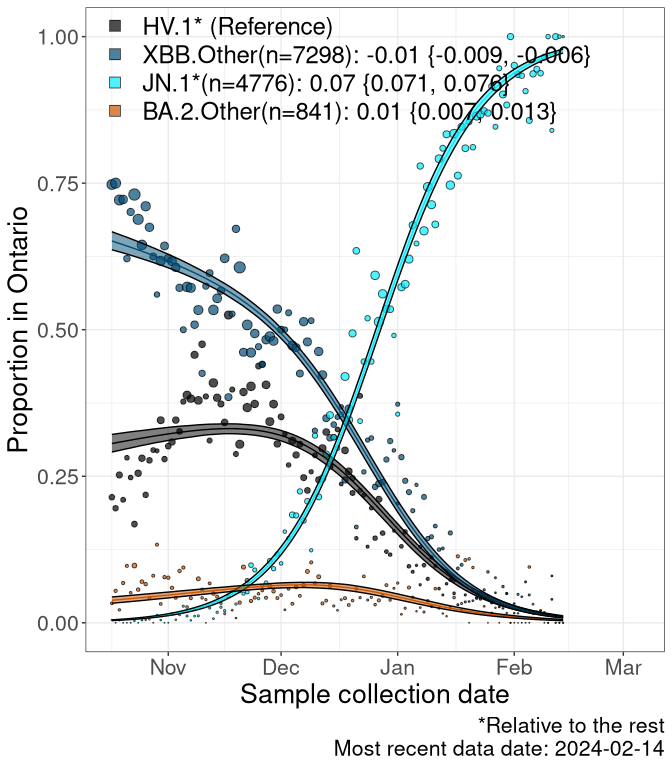 HV.1* (Reference)
XBB.Other(n=7298): -0.01 {-0.009, -0.006}
JN.1*(n=4776): 0.07 {0.071, 0.076}
BA.2.Other(n=841): 0.01 {0.007, 0.013}
1.00
0.75
0.50
0.25
0.00
Proportion in Ontario
Nov Dec Jan Feb Mar
Sample collection date
*Relative to the rest
Most recent data date: 2024-02-14